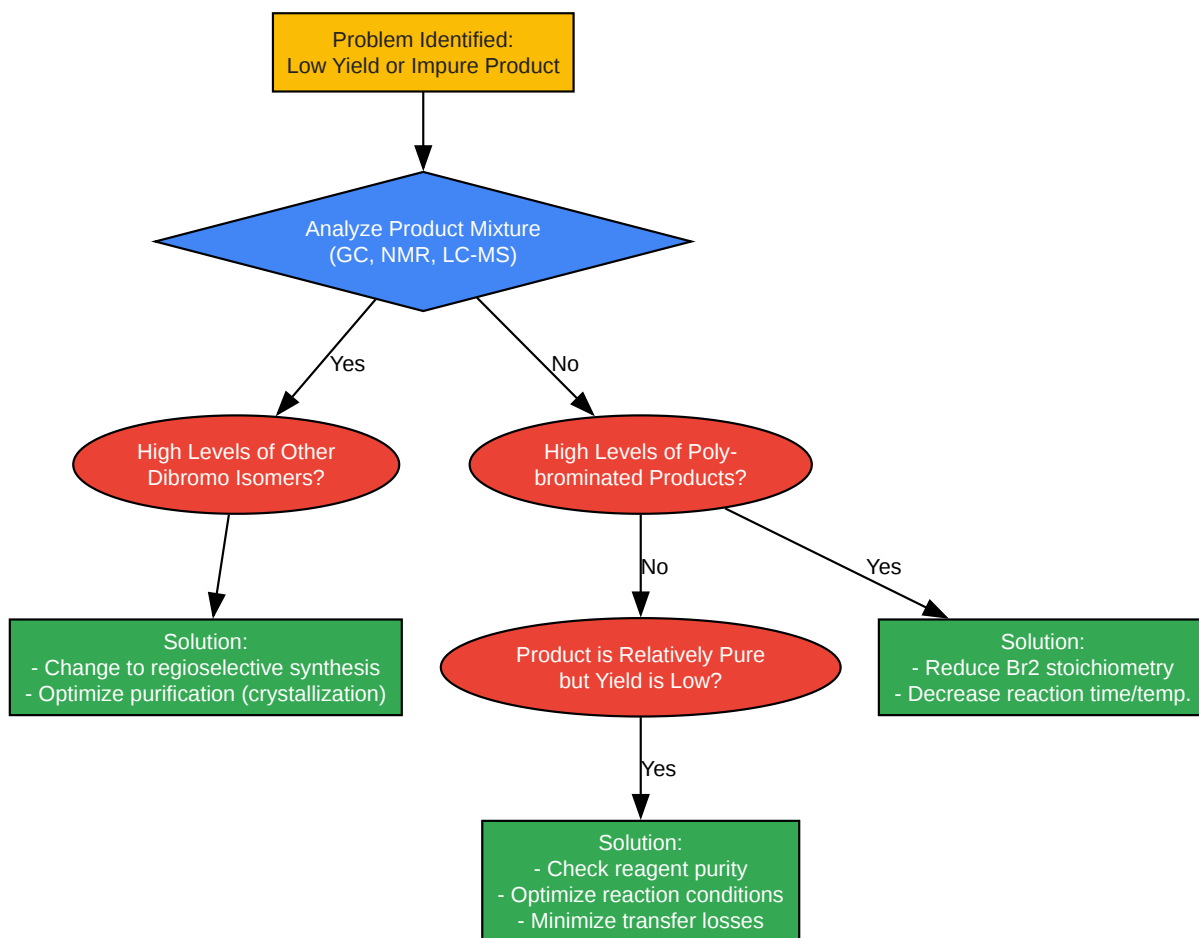 Problem Identified:
Low Yield or Impure Product
Analyze Product Mixture
(GC, NMR, LC-MS)
Yes
No
High Levels of Other
Dibromo Isomers?
High Levels of Poly-
brominated Products?
No
Yes
Solution:
- Change to regioselective synthesis
- Optimize purification (crystallization)
Product is Relatively Pure
but Yield is Low?
Solution:
- Reduce Br2 stoichiometry
- Decrease reaction time/temp.
Yes
Solution:
- Check reagent purity
- Optimize reaction conditions
- Minimize transfer losses